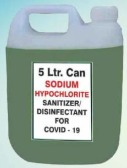 5 Ltr. Can
SODIUM
HYPOCHLORITE
SANITIZER/
DISINFECTANT
FOR
COVID - 19